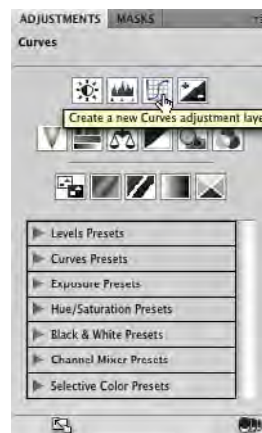 ADJUSTMENTS MASKS
Curves
Create a new Curves adjustment laye
Levels Presets
Curves Presets
Exposure Presets
Hue/Saturation Presets
Black & White Presets
Channel Mixer Presets
Selective Color Presets